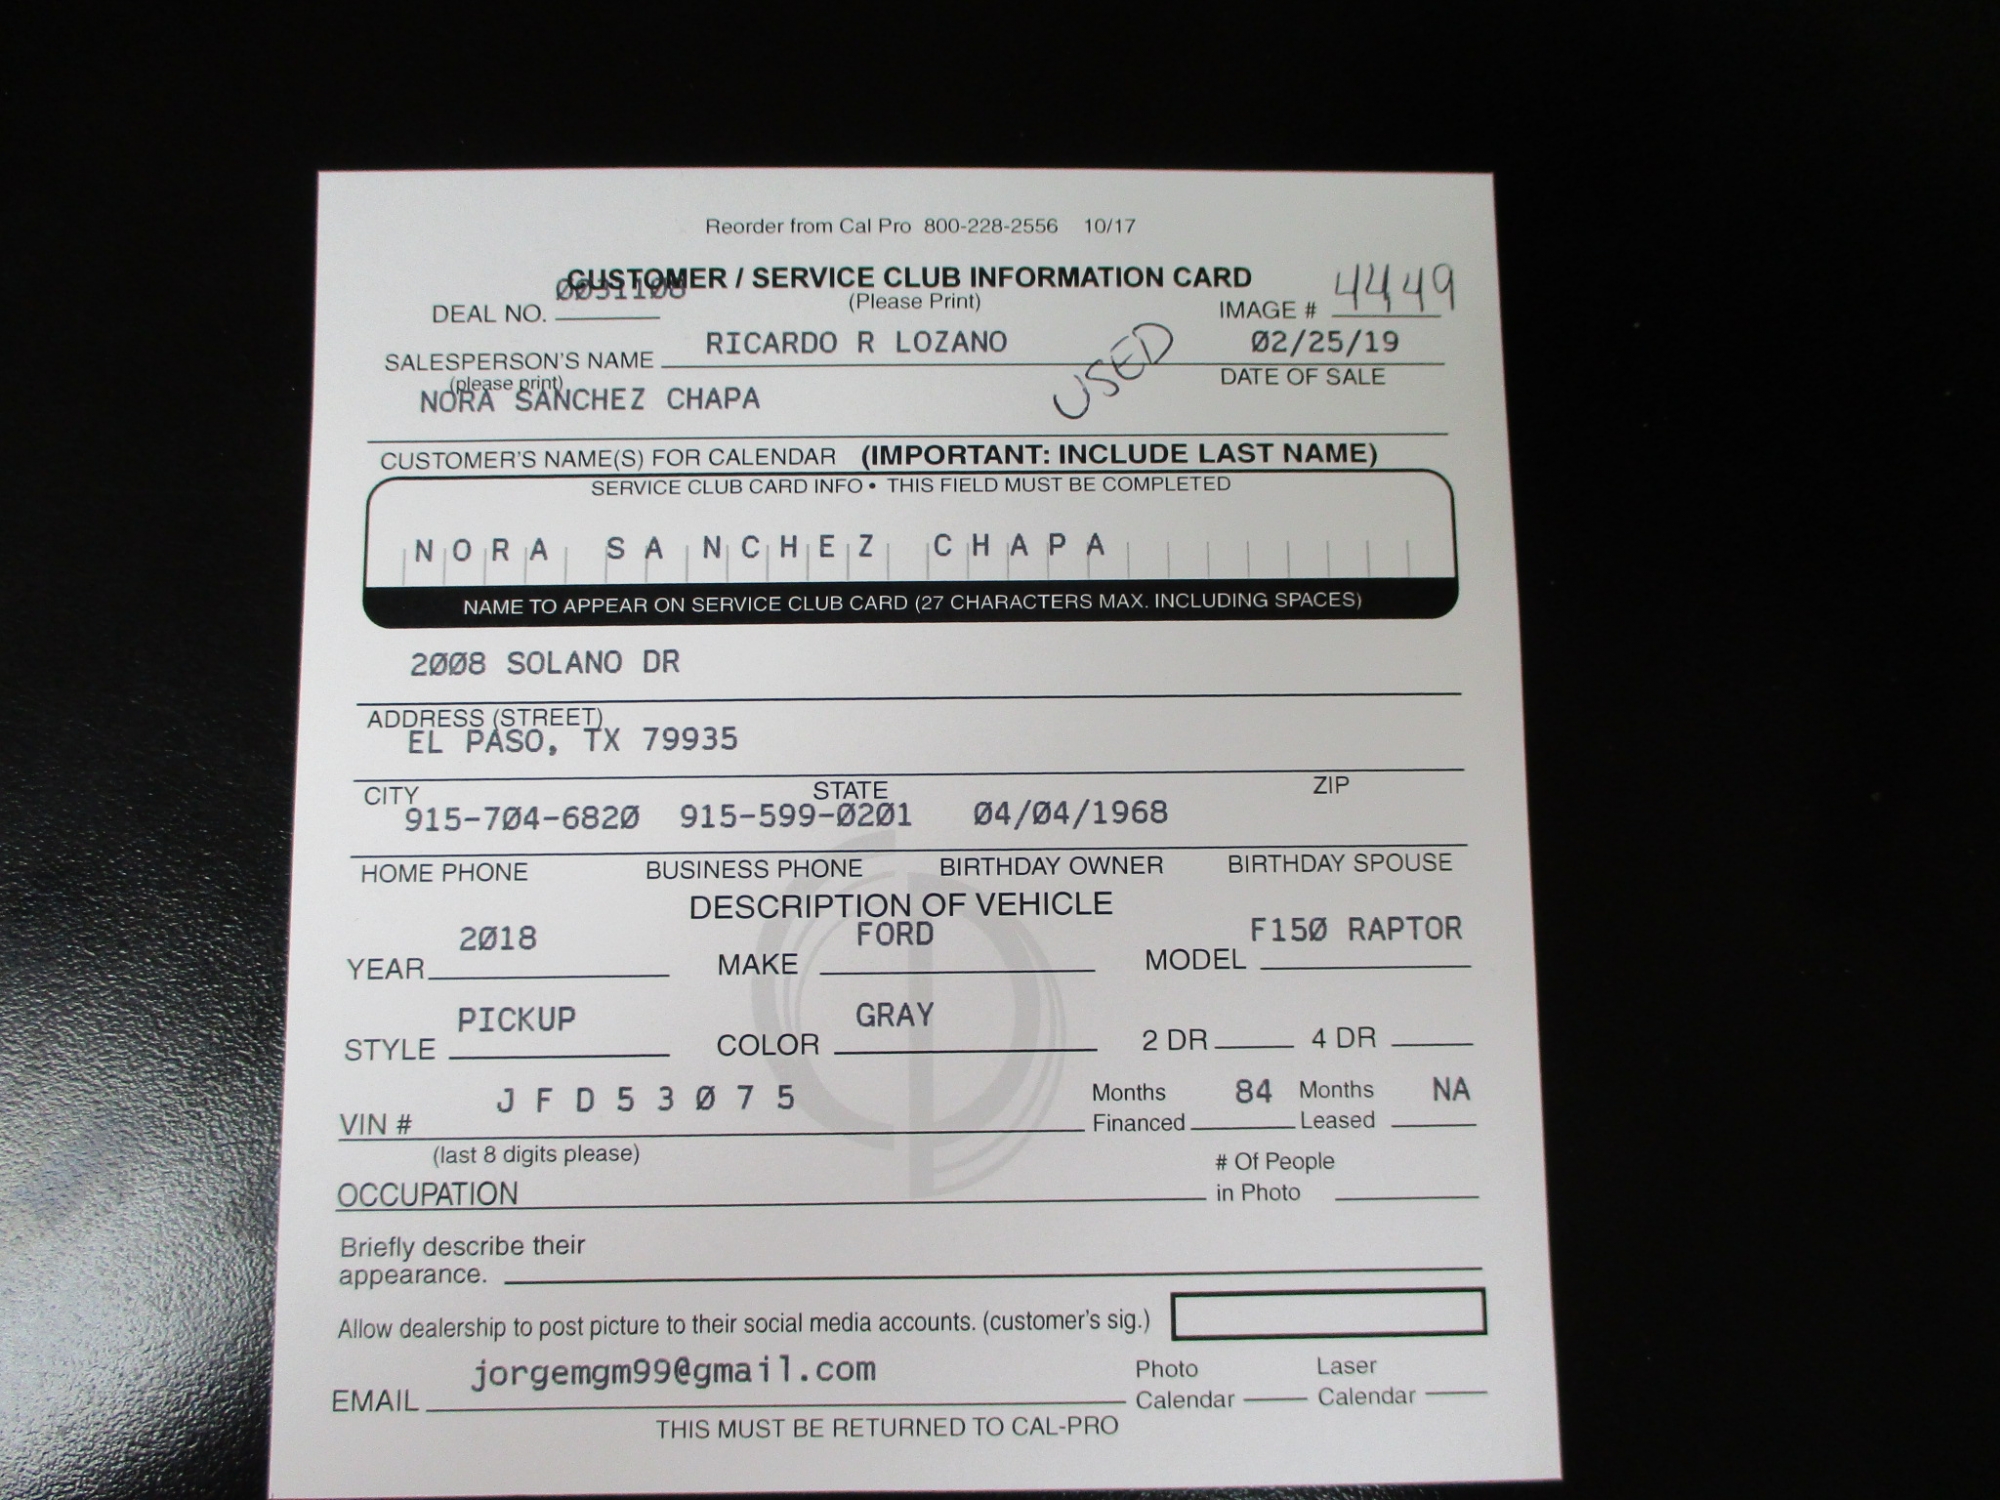 Reorder from Cal Pro 800-228-2556 10/17
CUSTOMER / SERVICE CLUB INFORMATION CARD
(Please Print)
DEAL NO. 0031108
IMAGE # 4449
SALESPERSON'S NAME RICARDO R LOZANO
(please print)
USED
02/25/19
DATE OF SALE
NORA SANCHEZ CHAPA
CUSTOMER'S NAME(S) FOR CALENDAR (IMPORTANT: INCLUDE LAST NAME)
SERVICE CLUB CARD INFO • THIS FIELD MUST BE COMPLETED
NORA SANCHEZ CHAPA
NAME TO APPEAR ON SERVICE CLUB CARD (27 CHARACTERS MAX. INCLUDING SPACES)
2008 SOLANO DR
ADDRESS (STREET)
EL PASO, TX 79935
CITY STATE ZIP
915-704-6820 915-599-0201 04/04/1968
HOME PHONE BUSINESS PHONE BIRTHDAY OWNER BIRTHDAY SPOUSE
DESCRIPTION OF VEHICLE
YEAR 2018 MAKE FORD MODEL F150 RAPTOR
STYLE PICKUP COLOR GRAY 2 DR 4 DR
VIN # JFD53075
(last 8 digits please)
Months Financed 84 Months Leased NA
OCCUPATION
# Of People in Photo
Briefly describe their
appearance.
Allow dealership to post picture to their social media accounts. (customer's sig.)
EMAIL jorgemgm99@gmail.com
Photo Calendar Laser Calendar
THIS MUST BE RETURNED TO CAL-PRO